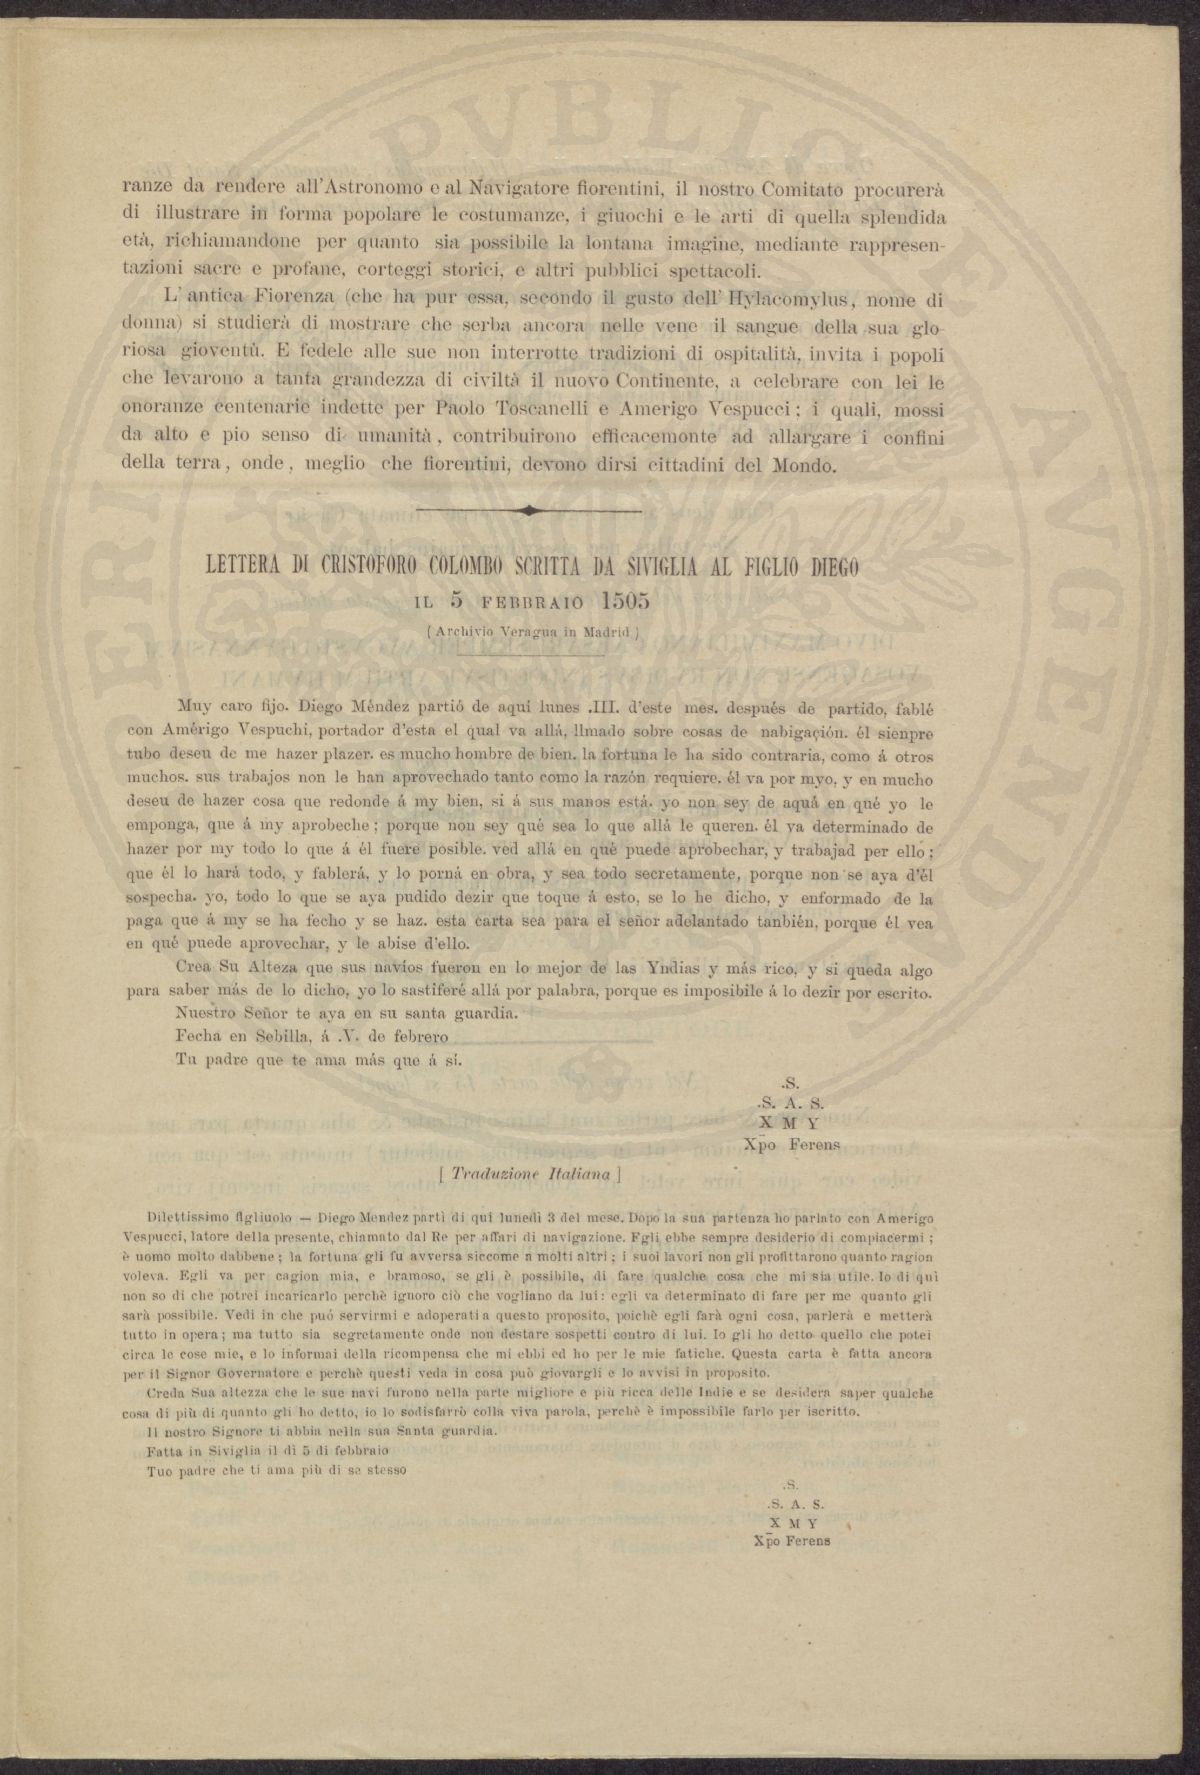 ranze da rendere all'Astronomo e al Navigatore fiorentini, il nostro Comitato procurerà
di illustrare in forma popolare le costumanze, i giuochi e le arti di quella splendida
età, richiamandone per quanto sia possibile la lontana imagine, mediante rappresen-
tazioni sacre e profane, corteggi storici, e altri pubblici spettacoli.
L'antica Fiorenza (che ha pur essa, secondo il gusto dell'Hylacomylus, nome di
donna) si studierà di mostrare che serba ancora nelle vene il sangue della sua glo-
riosa gioventù. E fedele alle sue non interrotte tradizioni di ospitalità, invita i popoli
che levarono a tanta grandezza di civiltà il nuovo Continente, a celebrare con lei le
onoranze centenarie indette per Paolo Toscanelli e Amerigo Vespucci; i quali, mossi
da alto e pio senso di umanità, contribuirono efficacemonte ad allargare i confini
della terra, onde, meglio che fiorentini, devono dirsi cittadini del Mondo.
LETTERA DI CRISTOFORO COLOMBO SCRITTA DA SIVIGLIA AL FIGLIO DIEGO
IL 5 FEBBRAIO 1505
(Archivio Veragua in Madrid)
Muy caro fijo. Diego Méndez partió de aquí lunes .III. d'este mes. después de partido, fablé
con Amérigo Vespuchi, portador d'esta el qual va allá, llmado sobre cosas de nabigaçión. él sienpre
tubo deseu de me hazer plazer. es mucho hombre de bien. la fortuna le ha sido contraria, como á otros
muchos. sus trabajos non le han aprovechado tanto como la razón requiere. él va por myo, y en mucho
deseu de hazer cosa que redonde á my bien, si á sus manos está. yo non sey de aquá en qué yo le
emponga, que á my aprobeche; porque non sey qué sea lo que allá le queren. él va determinado de
hazer por my todo lo que á él fuere posible. ved allá en qué puede aprobechar, y trabajad per ello;
que él lo hará todo, y fablerá, y lo porná en obra, y sea todo secretamente, porque non se aya d'él
sospecha. yo, todo lo que se aya pudido dezir que toque á esto, se lo he dicho, y enformado de la
paga que á my se ha fecho y se haz. esta carta sea para el señor adelantado tanbién, porque él vea
en qué puede aprovechar, y le abise d'ello.
Crea Su Alteza que sus navíos fueron en lo mejor de las Yndias y más rico, y si queda algo
para saber más de lo dicho, yo lo sastiferé allá por palabra, porque es imposibile á lo dezir por escrito.
Nuestro Señor te aya en su santa guardia.
Fecha en Sebilla, á .V. de febrero
Tu padre que te ama más que á sí.
.S.
.S. A. S.
X M Y
Xp̄o Ferens
[ Traduzione Italiana ]
Dilettissimo figliuolo — Diego Mendez partì di qui lunedì 3 del mese. Dopo la sua partenza ho parlato con Amerigo
Vespucci, latore della presente, chiamato dal Re per affari di navigazione. Egli ebbe sempre desiderio di compiacermi;
è uomo molto dabbene; la fortuna gli fu avversa siccome a molti altri; i suoi lavori non gli profittarono quanto ragion
voleva. Egli va per cagion mia, e bramoso, se gli è possibile, di fare qualche cosa che mi sia utile. Io di quì
non so di che potrei incaricarlo perchè ignoro ciò che vogliano da lui: egli va determinato di fare per me quanto gli
sarà possibile. Vedi in che puó servirmi e adoperati a questo proposito, poichè egli farà ogni cosa, parlerà e metterà
tutto in opera; ma tutto sia segretamente onde non destare sospetti contro di lui. Io gli ho detto quello che potei
circa le cose mie, e lo informai della ricompensa che mi ebbi ed ho per le mie fatiche. Questa carta è fatta ancora
per il Signor Governatore e perchè questi veda in cosa può giovargli e lo avvisi in proposito.
Creda Sua altezza che le sue navi furono nella parte migliore e più ricca delle Indie e se desidera saper qualche
cosa di più di quanto gli ho detto, io lo sodisfarrò colla viva parola, perchè è impossibile farlo per iscritto.
Il nostro Signore ti abbia nella sua Santa guardia.
Fatta in Siviglia il dì 5 di febbraio
Tuo padre che ti ama più di se stesso
.S.
.S. A. S.
X M Y
Xp̄o Ferens